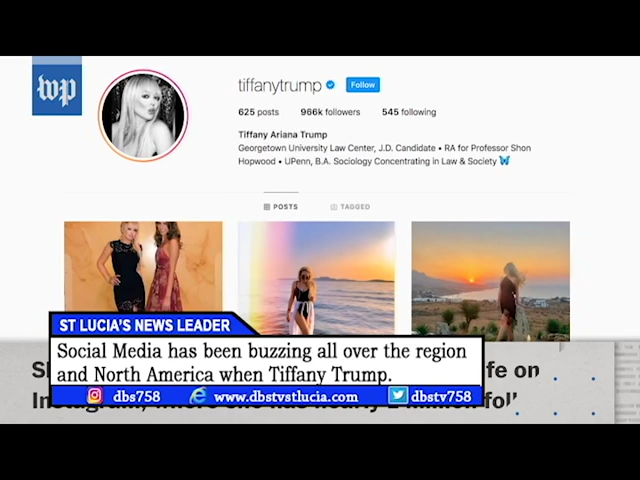 wp
tiffanytrump
Follow
625 posts 966k followers 545 following
Tiffany Ariana Trump
Georgetown University Law Center, J.D. Candidate • RA for Professor Shon
Hopwood • UPenn, B.A. Sociology Concentrating in Law & Society
POSTS TAGGED
ST LUCIA'S NEWS LEADER
Social Media has been buzzing all over the region
and North America when Tiffany Trump.
dbs758 www.dbstvstlucia.com dbstv758